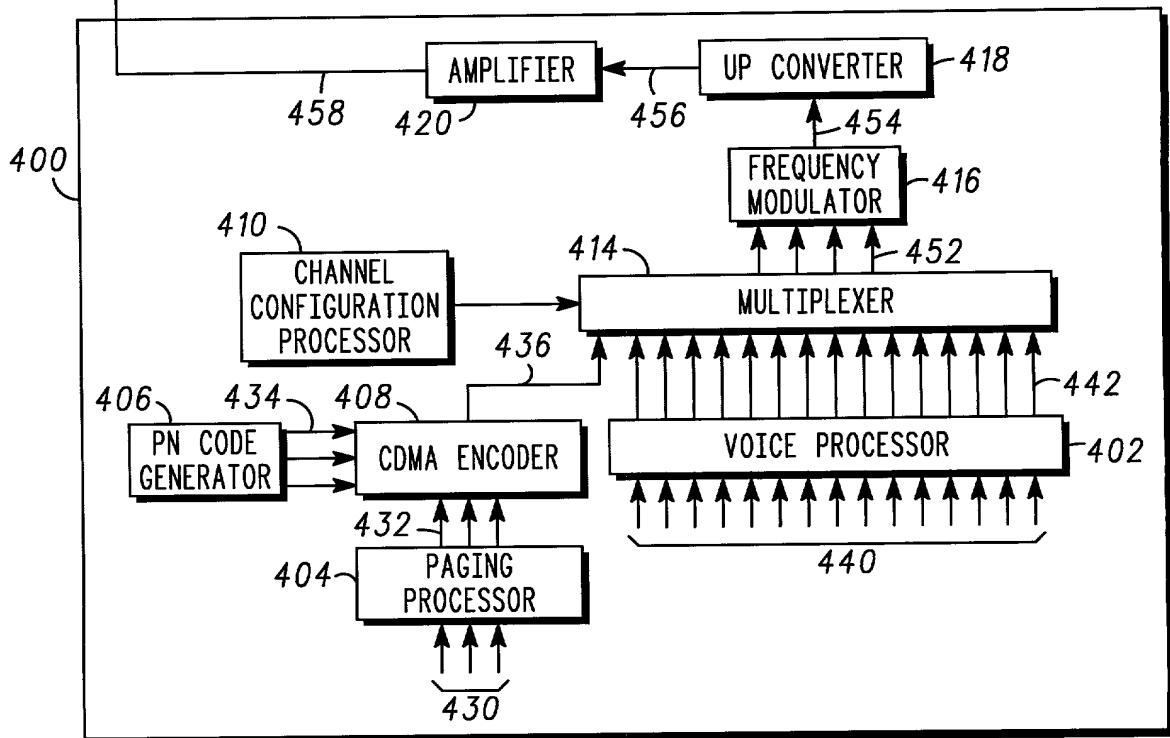 AMPLIFIER
UP CONVERTER
418
458
420
456
454
400
FREQUENCY
MODULATOR
416
410
414
452
CHANNEL
CONFIGURATION
PROCESSOR
MULTIPLEXER
436
406
434
408
442
PN CODE
GENERATOR
CDMA ENCODER
VOICE PROCESSOR
402
432
404
PAGING
PROCESSOR
440
430